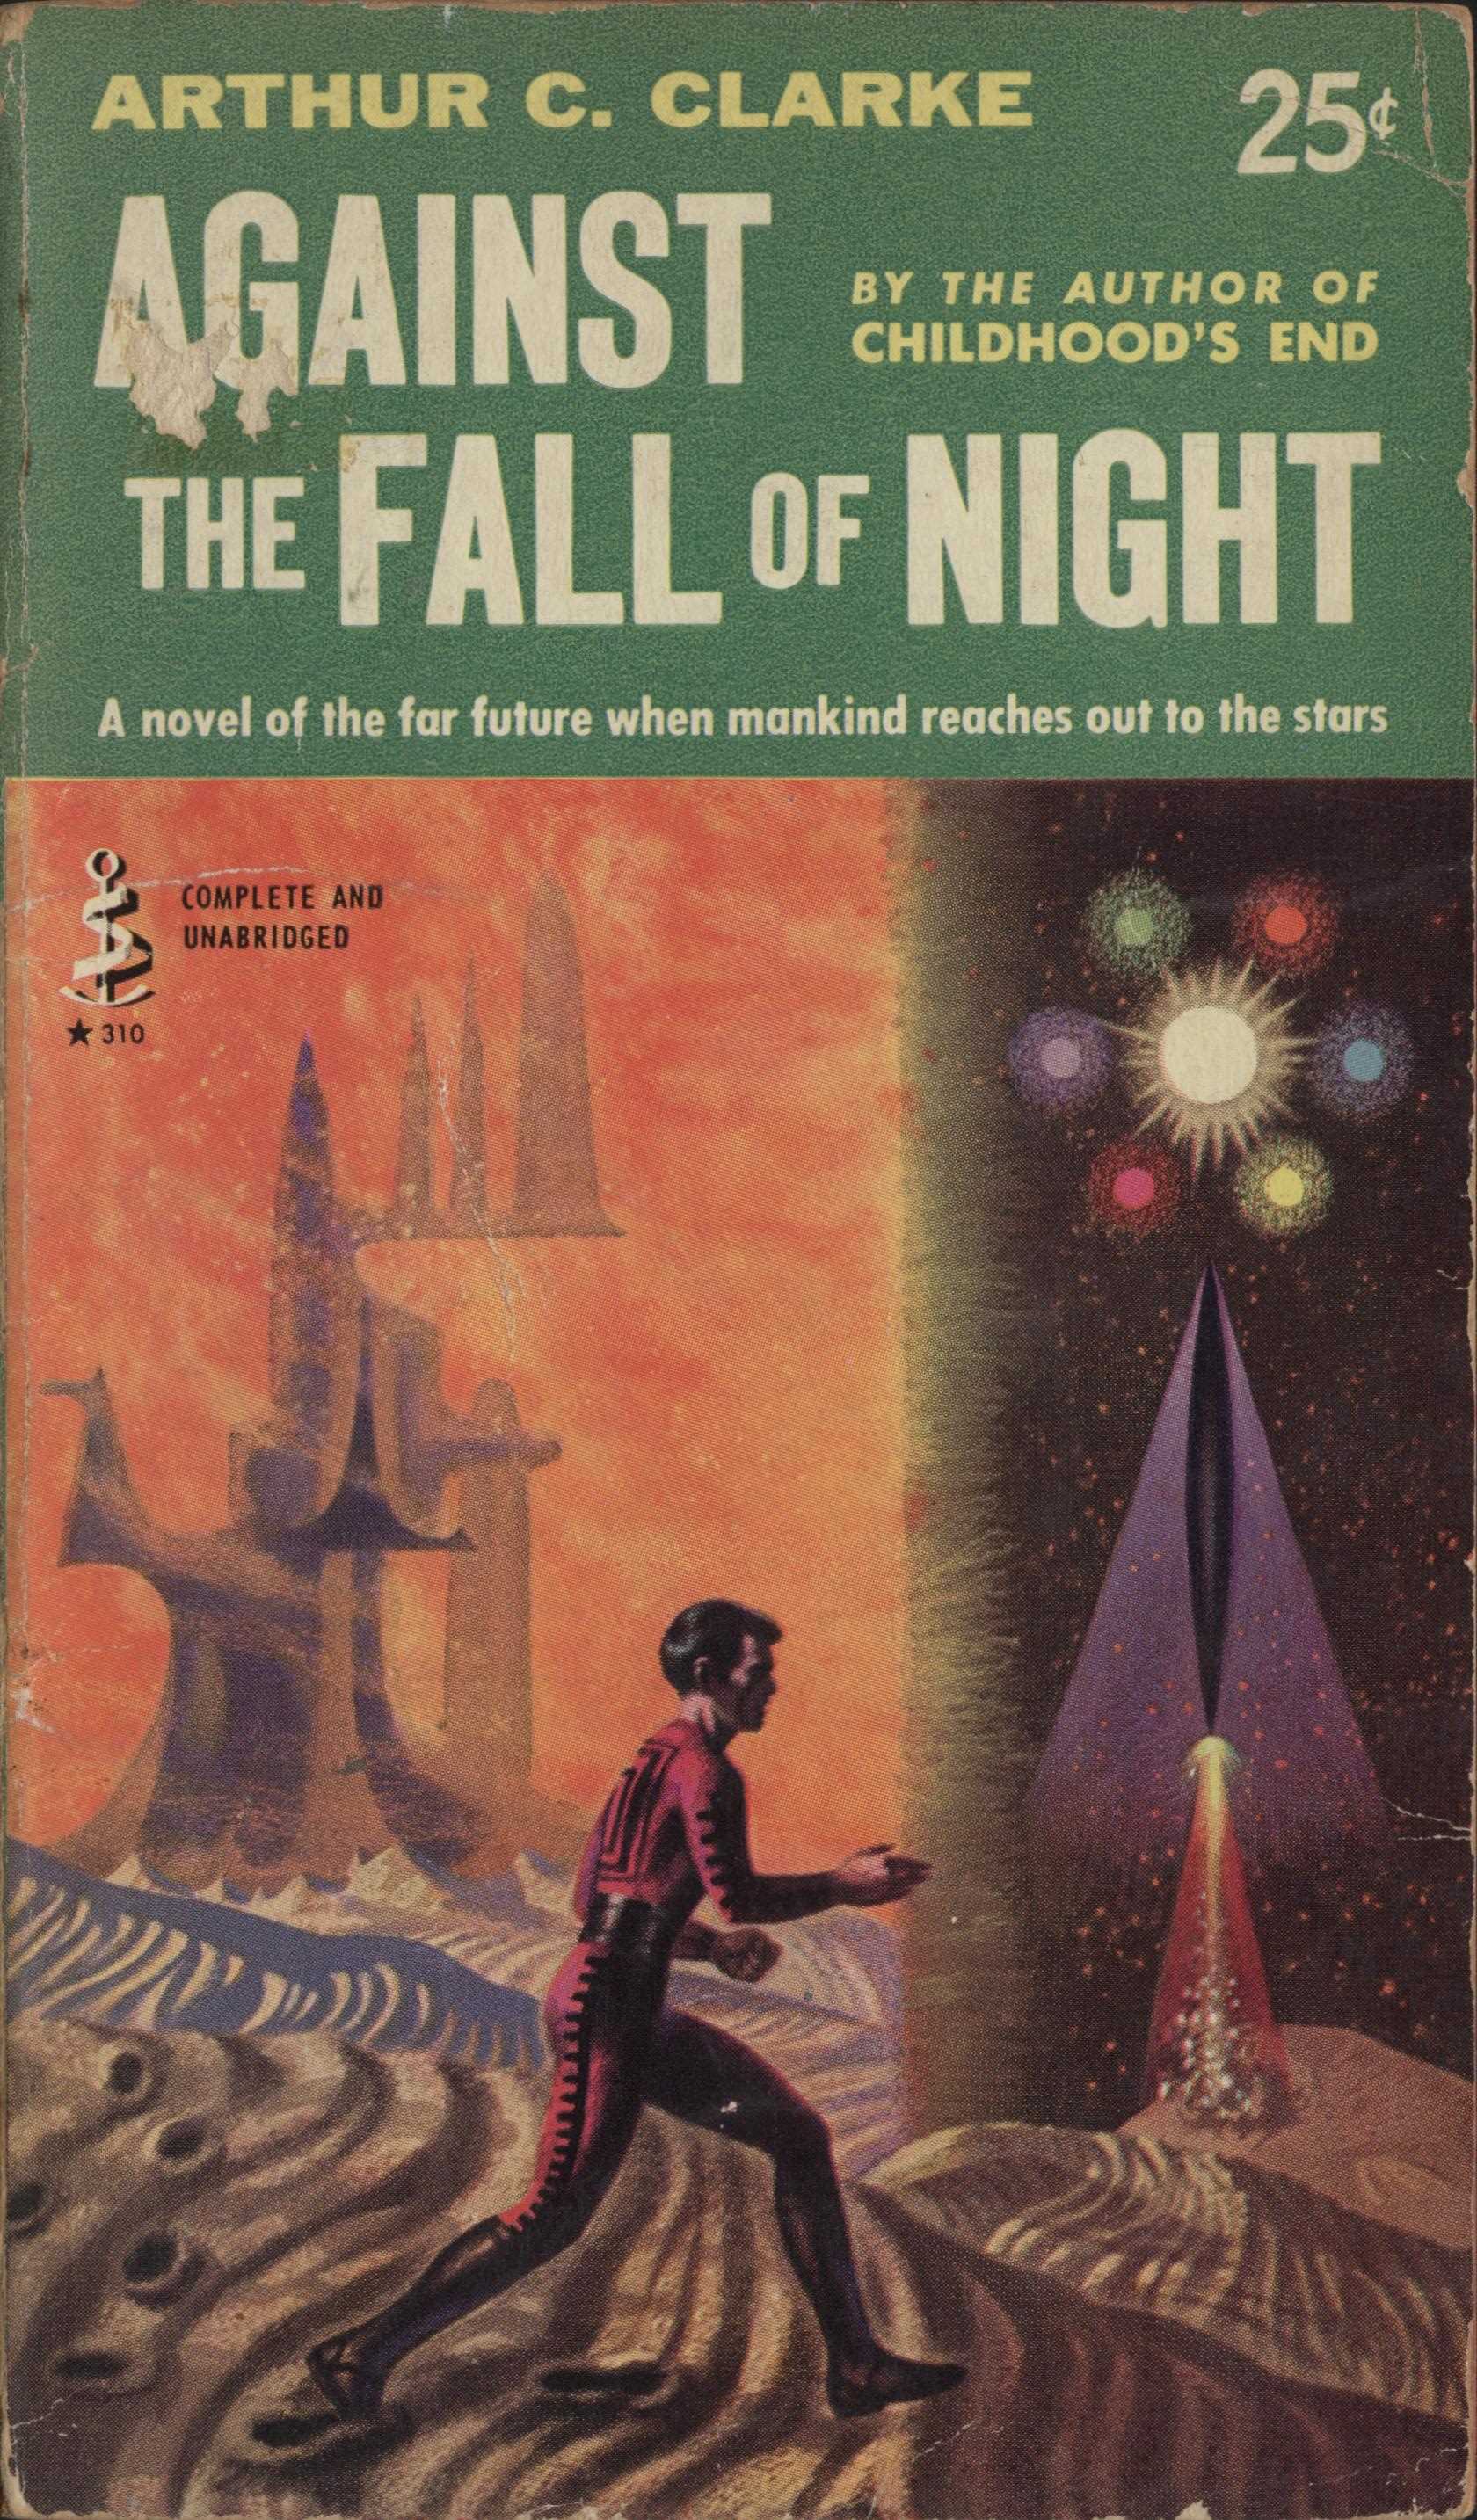 ARTHUR C. CLARKE
25¢
AGAINST
BY THE AUTHOR OF
CHILDHOOD'S END
THE FALL OF NIGHT
A novel of the far future when mankind reaches out to the stars
COMPLETE AND
UNABRIDGED
★ 310